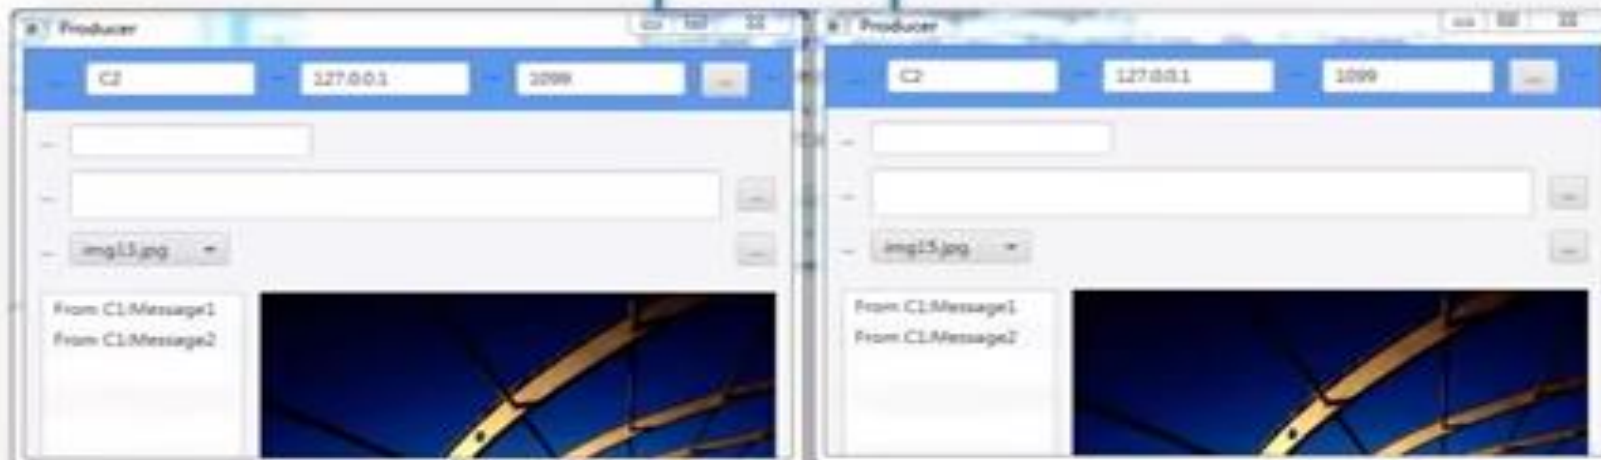 Producer
C2
127.0.0.1
1099
...
img15.jpg
From C1:Message1
From C1:Message2
Producer
C2
127.0.0.1
1099
...
img15.jpg
From C1:Message1
From C1:Message2